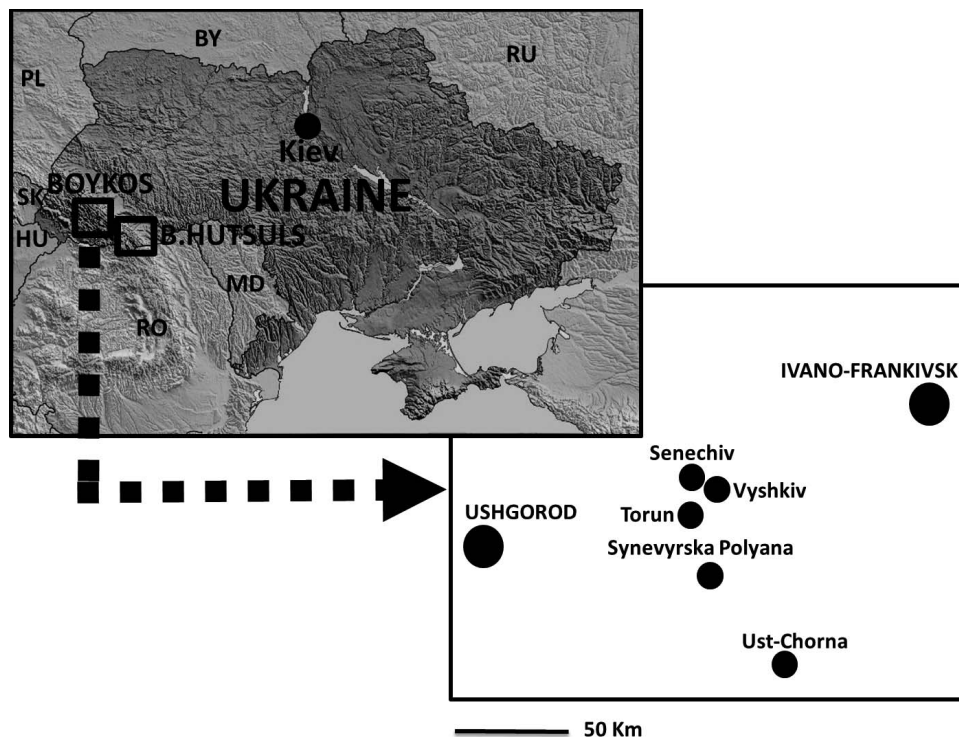 BY
RU
PL
Kiev
UKRAINE
SK
BOYKOS
HU
B.HUTSULS
MD
RO
IVANO-FRANKIVSK
Senechiv
Vyshkiv
USHGOROD
Torun
Synevyrska Polyana
Ust-Chorna
50 Km